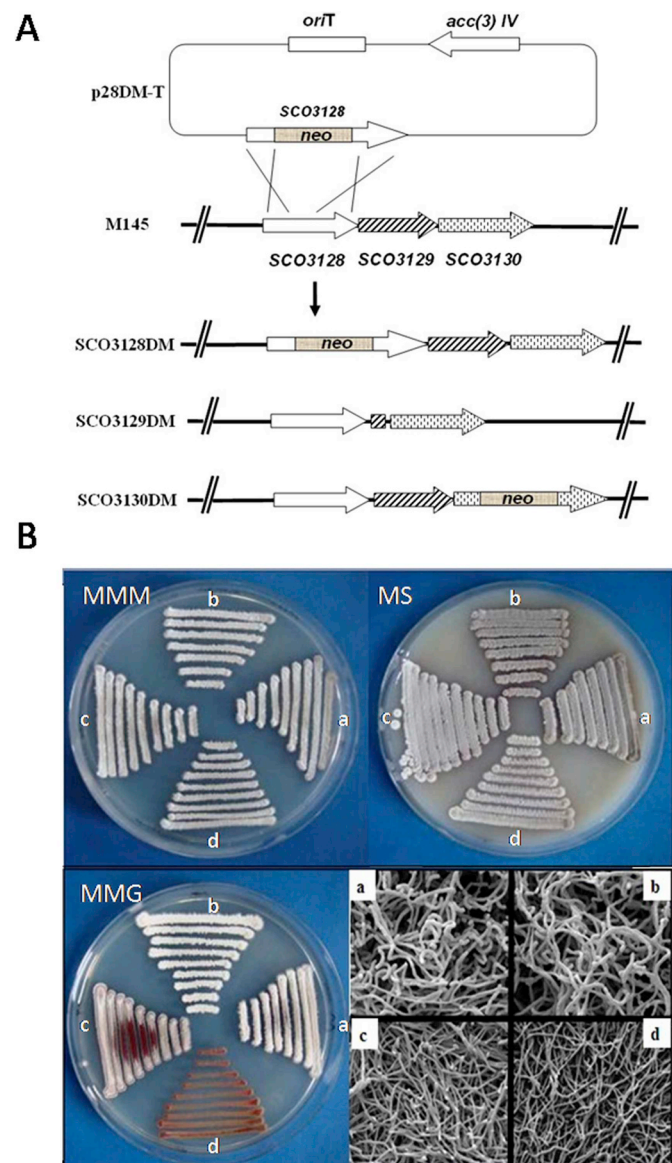 A
oriT
acc(3) IV
p28DM-T
SCO3128
neo
M145
SCO3128 SCO3129 SCO3130
SCO3128DM
neo
SCO3129DM
SCO3130DM
neo
B
MMM
b
c
a
d
MS
b
c
a
d
MMG
b
c
a
d
a
b
c
d